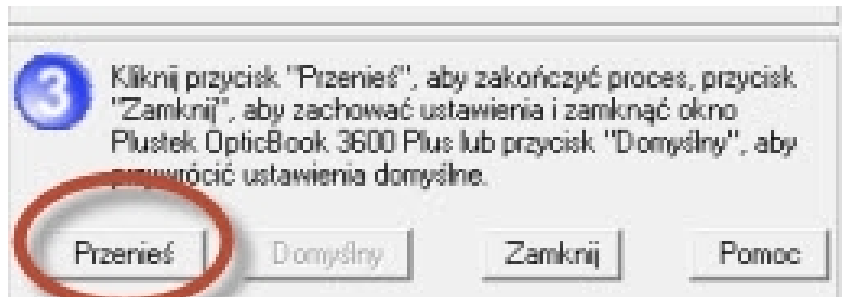 3
Kliknij przycisk "Przenieś", aby zakończyć proces, przycisk
"Zamknij", aby zachować ustawienia i zamknąć okno
Plustek OpticBook 3600 Plus lub przycisk "Domyślny", aby
przywrócić ustawienia domyślne.
Przenieś Domyślny Zamknij Pomoc